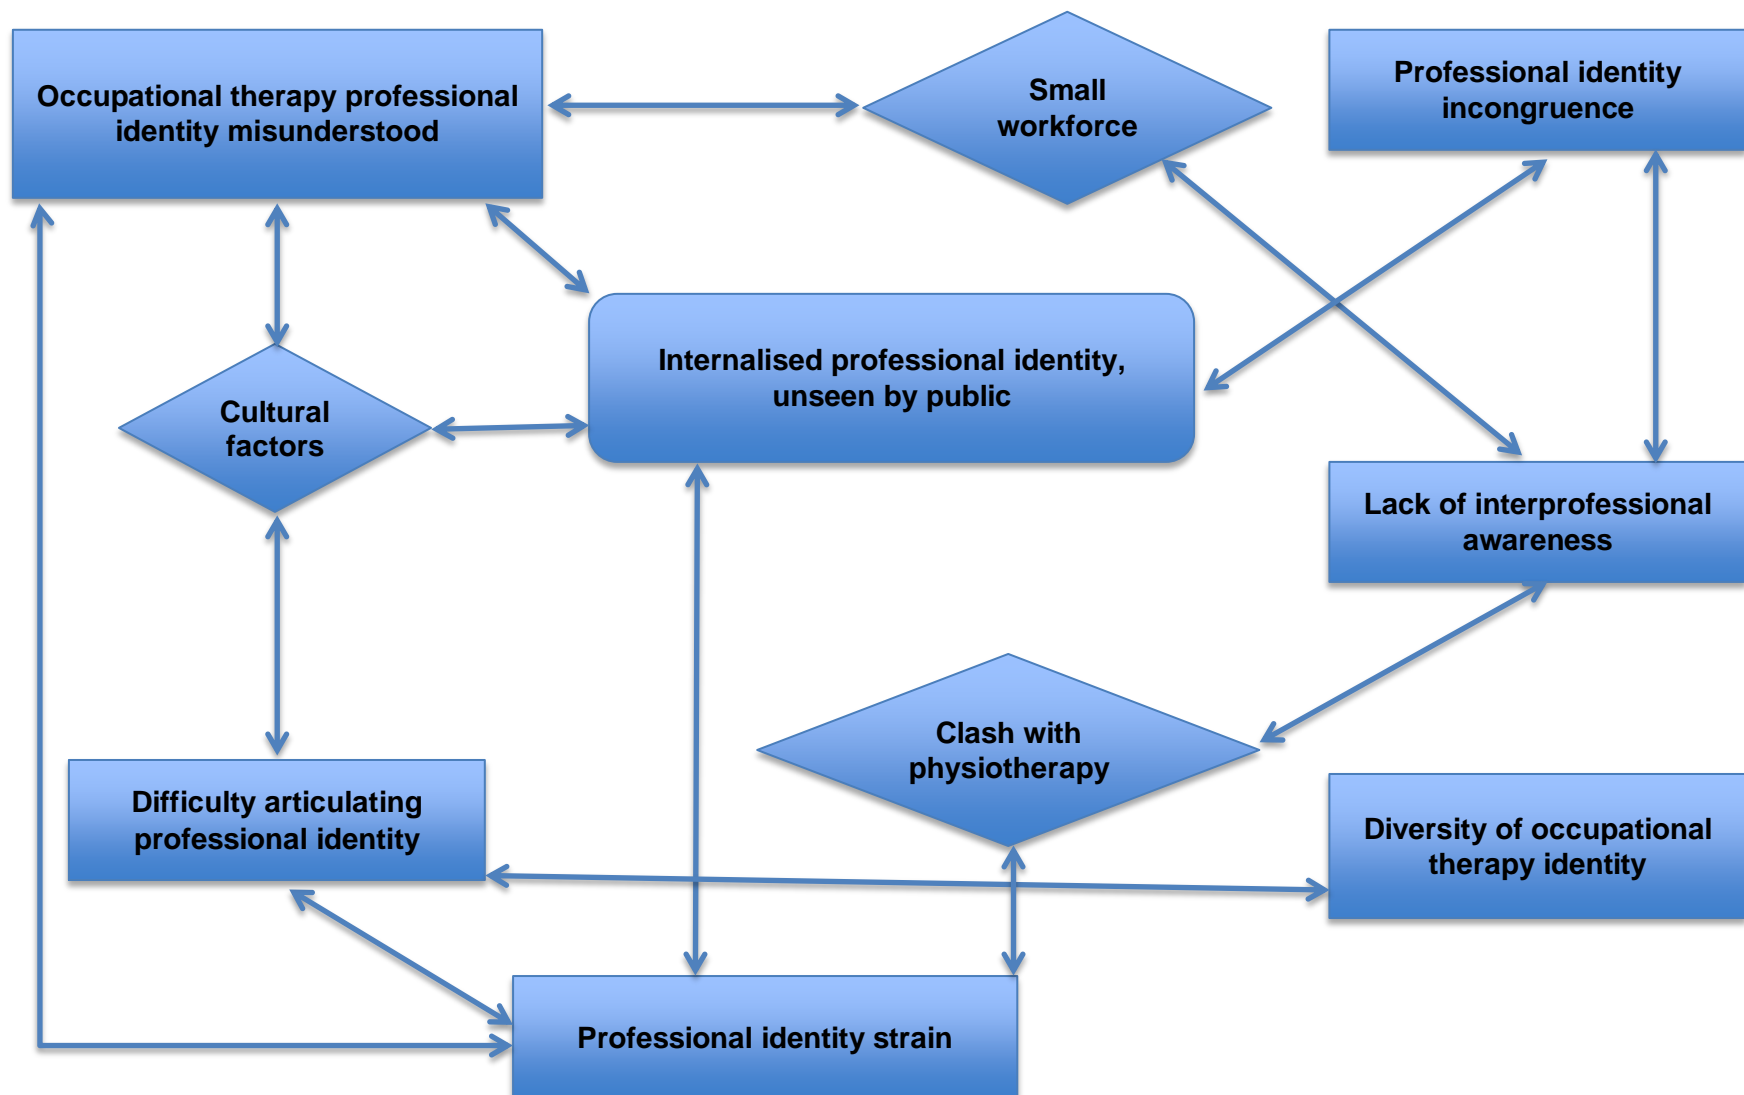 Occupational therapy professional
identity misunderstood
Small
workforce
Professional identity
incongruence
Internalised professional identity,
unseen by public
Cultural
factors
Lack of interprofessional
awareness
Clash with
physiotherapy
Difficulty articulating
professional identity
Diversity of occupational
therapy identity
Professional identity strain